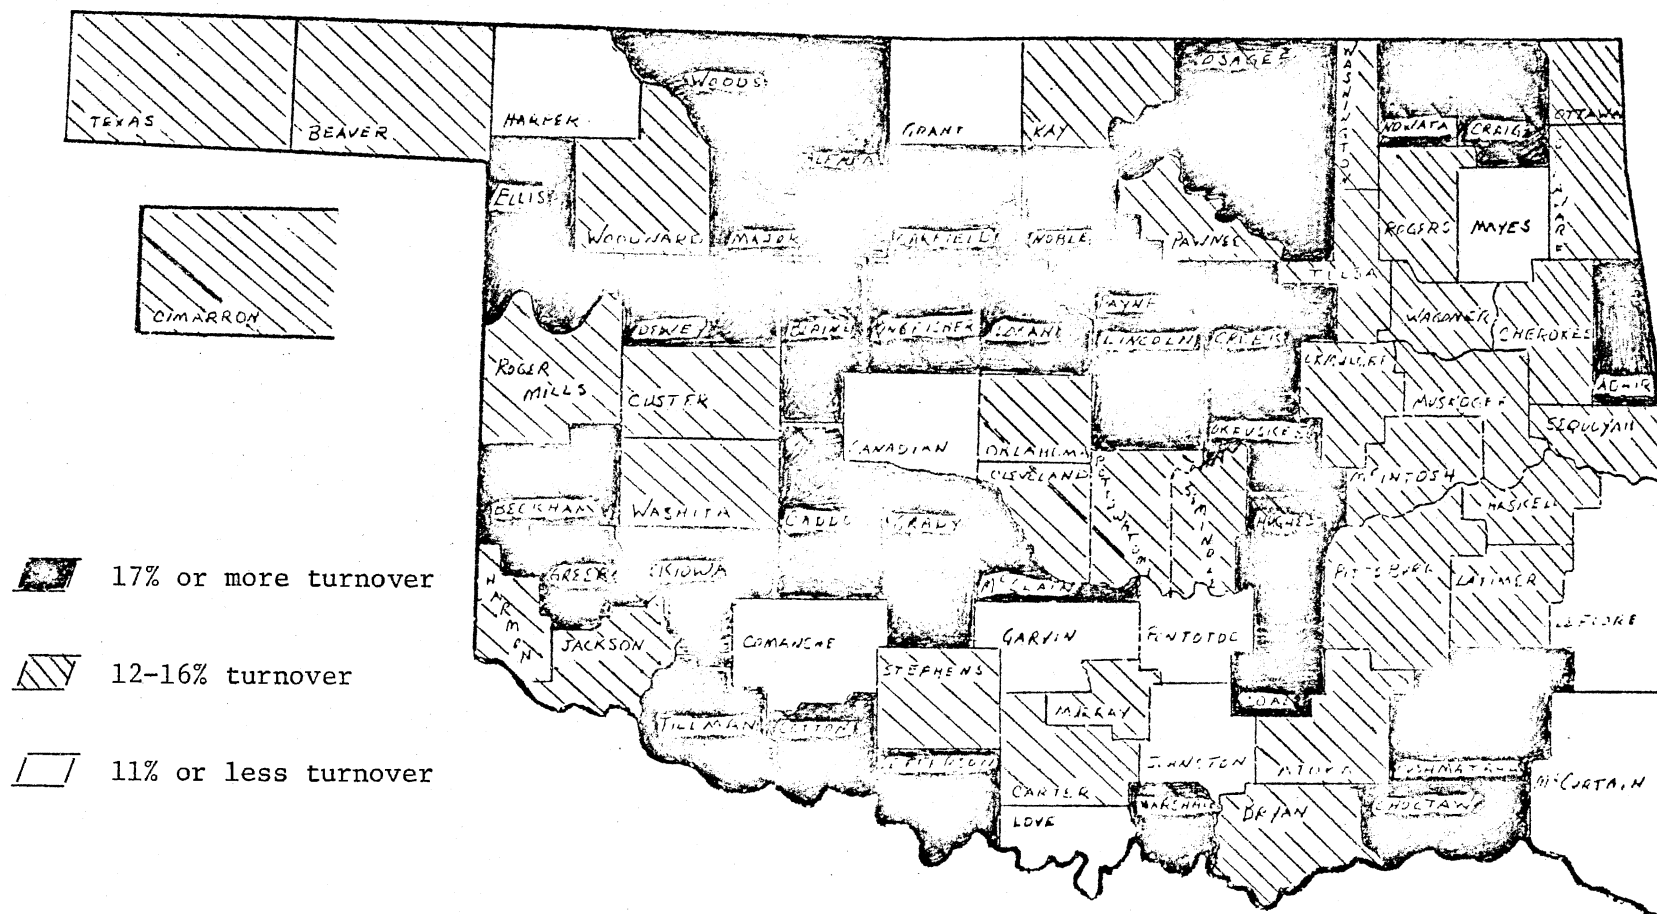 TEXAS
BEAVER
HARPER
WOODS
ALFALFA
GRANT
KAY
OSAGE
WASHINGTON
NOWATA
CRAIG
OTTAWA
ELLIS
WOODWARD
MAJOR
GARFIELD
NOBLE
PAWNEE
TULSA
ROGERS
MAYES
CIMARRON
DEWEY
BLAINE
KINGFISHER
LOGAN
PAYNE
LINCOLN
CREEK
WAGONER
CHEROKEE
ADAIR
ROGER
MILLS
CUSTER
CANADIAN
OKLAHOMA
CLEVELAND
MUSKOGEE
SEQUOYAH
BECKHAM
WASHITA
CADDO
GRADY
SEMINOLE
HUGHES
McINTOSH
HASKELL
17% or more turnover
HARMON
GREER
KIOWA
McCLAIN
PITTSBURG
LATIMER
12-16% turnover
JACKSON
COMANCHE
GARVIN
PONTOTOC
LEFLORE
STEPHENS
MURRAY
COAL
TILLMAN
COTTON
11% or less turnover
JEFFERSON
CARTER
JOHNSTON
ATOKA
PUSHMATAHA
McCURTAIN
LOVE
MARSHALL
BRYAN
CHOCTAW